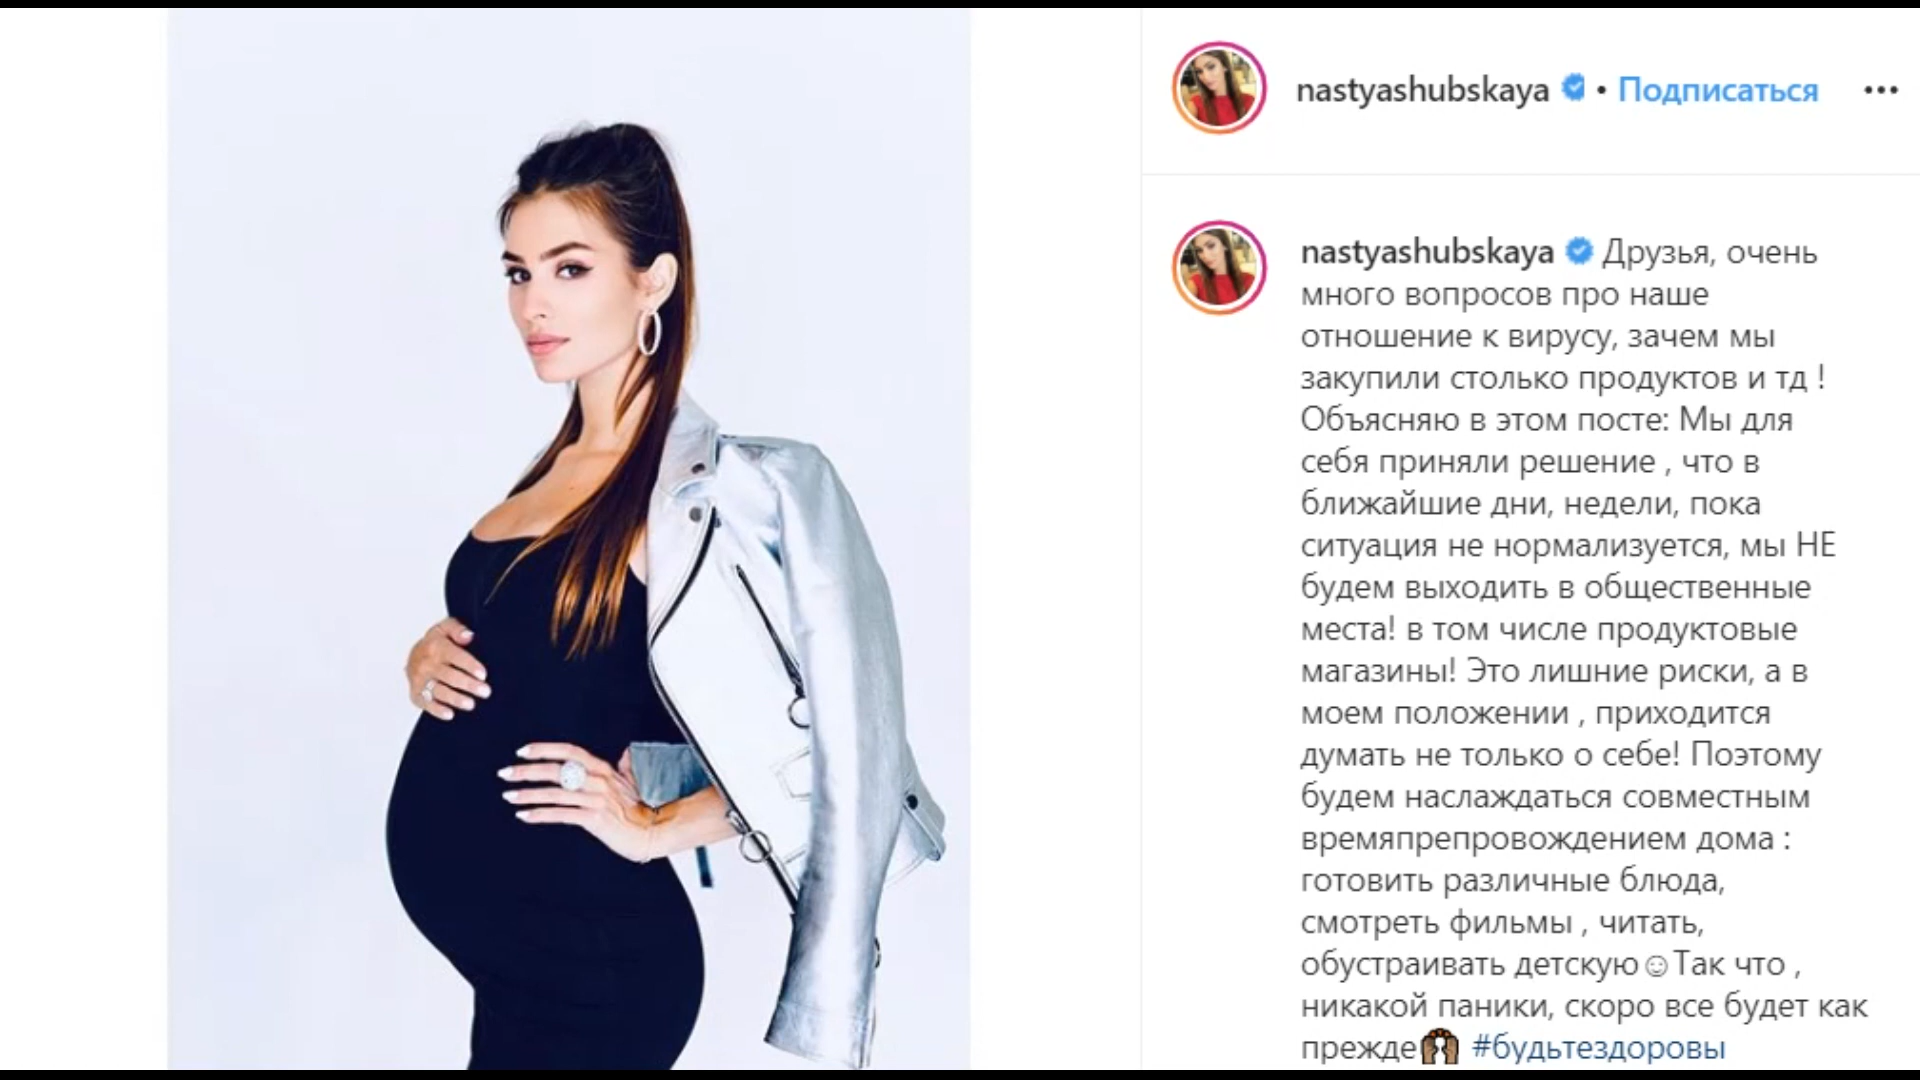 nastyashubskaya • Подписаться •••
nastyashubskaya Друзья, очень
много вопросов про наше
отношение к вирусу, зачем мы
закупили столько продуктов и тд !
Объясняю в этом посте: Мы для
себя приняли решение , что в
ближайшие дни, недели, пока
ситуация не нормализуется, мы НЕ
будем выходить в общественные
места! в том числе продуктовые
магазины! Это лишние риски, а в
моем положении , приходится
думать не только о себе! Поэтому
будем наслаждаться совместным
времяпрепровождением дома :
готовить различные блюда,
смотреть фильмы , читать,
обустраивать детскую☺Так что ,
никакой паники, скоро все будет как
прежде🙌🏾 #будьтездоровы